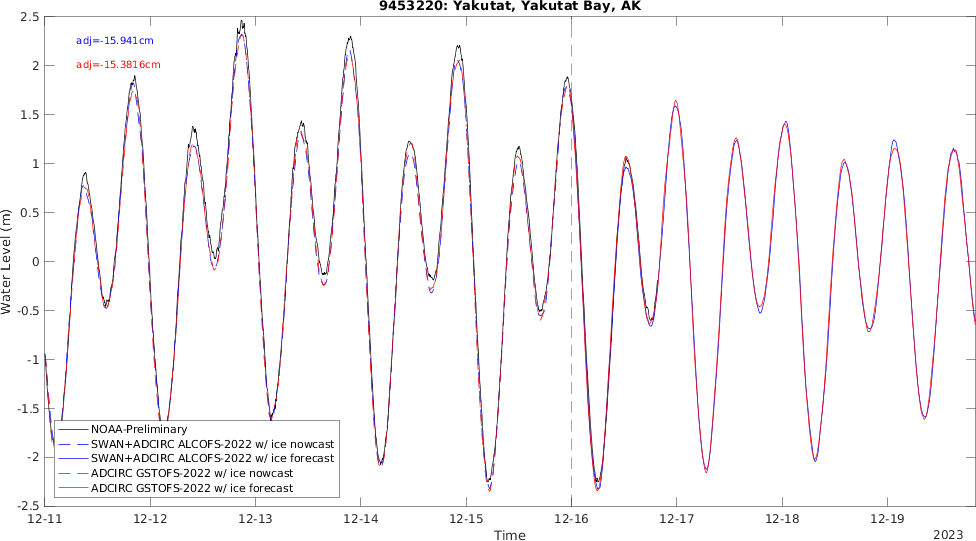 9453220: Yakutat, Yakutat Bay, AK
adj=-15.941cm
adj=-15.3816cm
Water Level (m)
2.5
2
1.5
1
0.5
0
-0.5
-1
-1.5
-2
-2.5
NOAA-Preliminary
SWAN+ADCIRC ALCOFS-2022 w/ ice nowcast
SWAN+ADCIRC ALCOFS-2022 w/ ice forecast
ADCIRC GSTOFS-2022 w/ ice nowcast
ADCIRC GSTOFS-2022 w/ ice forecast
12-11 12-12 12-13 12-14 12-15 12-16 12-17 12-18 12-19
Time
2023